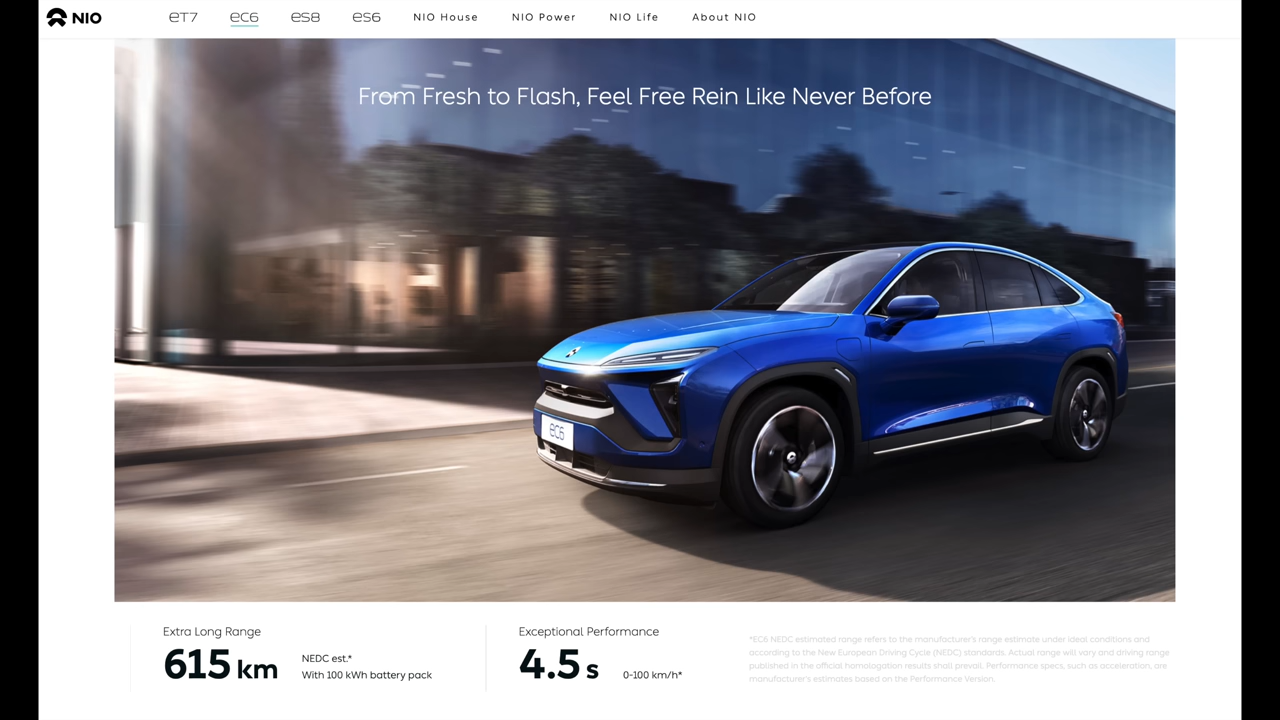 NIO
ET7
EC6
ES8
ES6
NIO House
NIO Power
NIO Life
About NIO
From Fresh to Flash, Feel Free Rein Like Never Before
EC6
Extra Long Range
615 km
NEDC est.*
With 100 kWh battery pack
Exceptional Performance
4.5 s
0-100 km/h*
*EC6 NEDC estimated range refers to the manufacturer's range estimate under ideal conditions and
according to the New European Driving Cycle (NEDC) standards. Actual range will vary and driving range
published in the official homologation results shall prevail. Performance specs, such as acceleration, are
manufacturer's estimates based on the Performance Version.